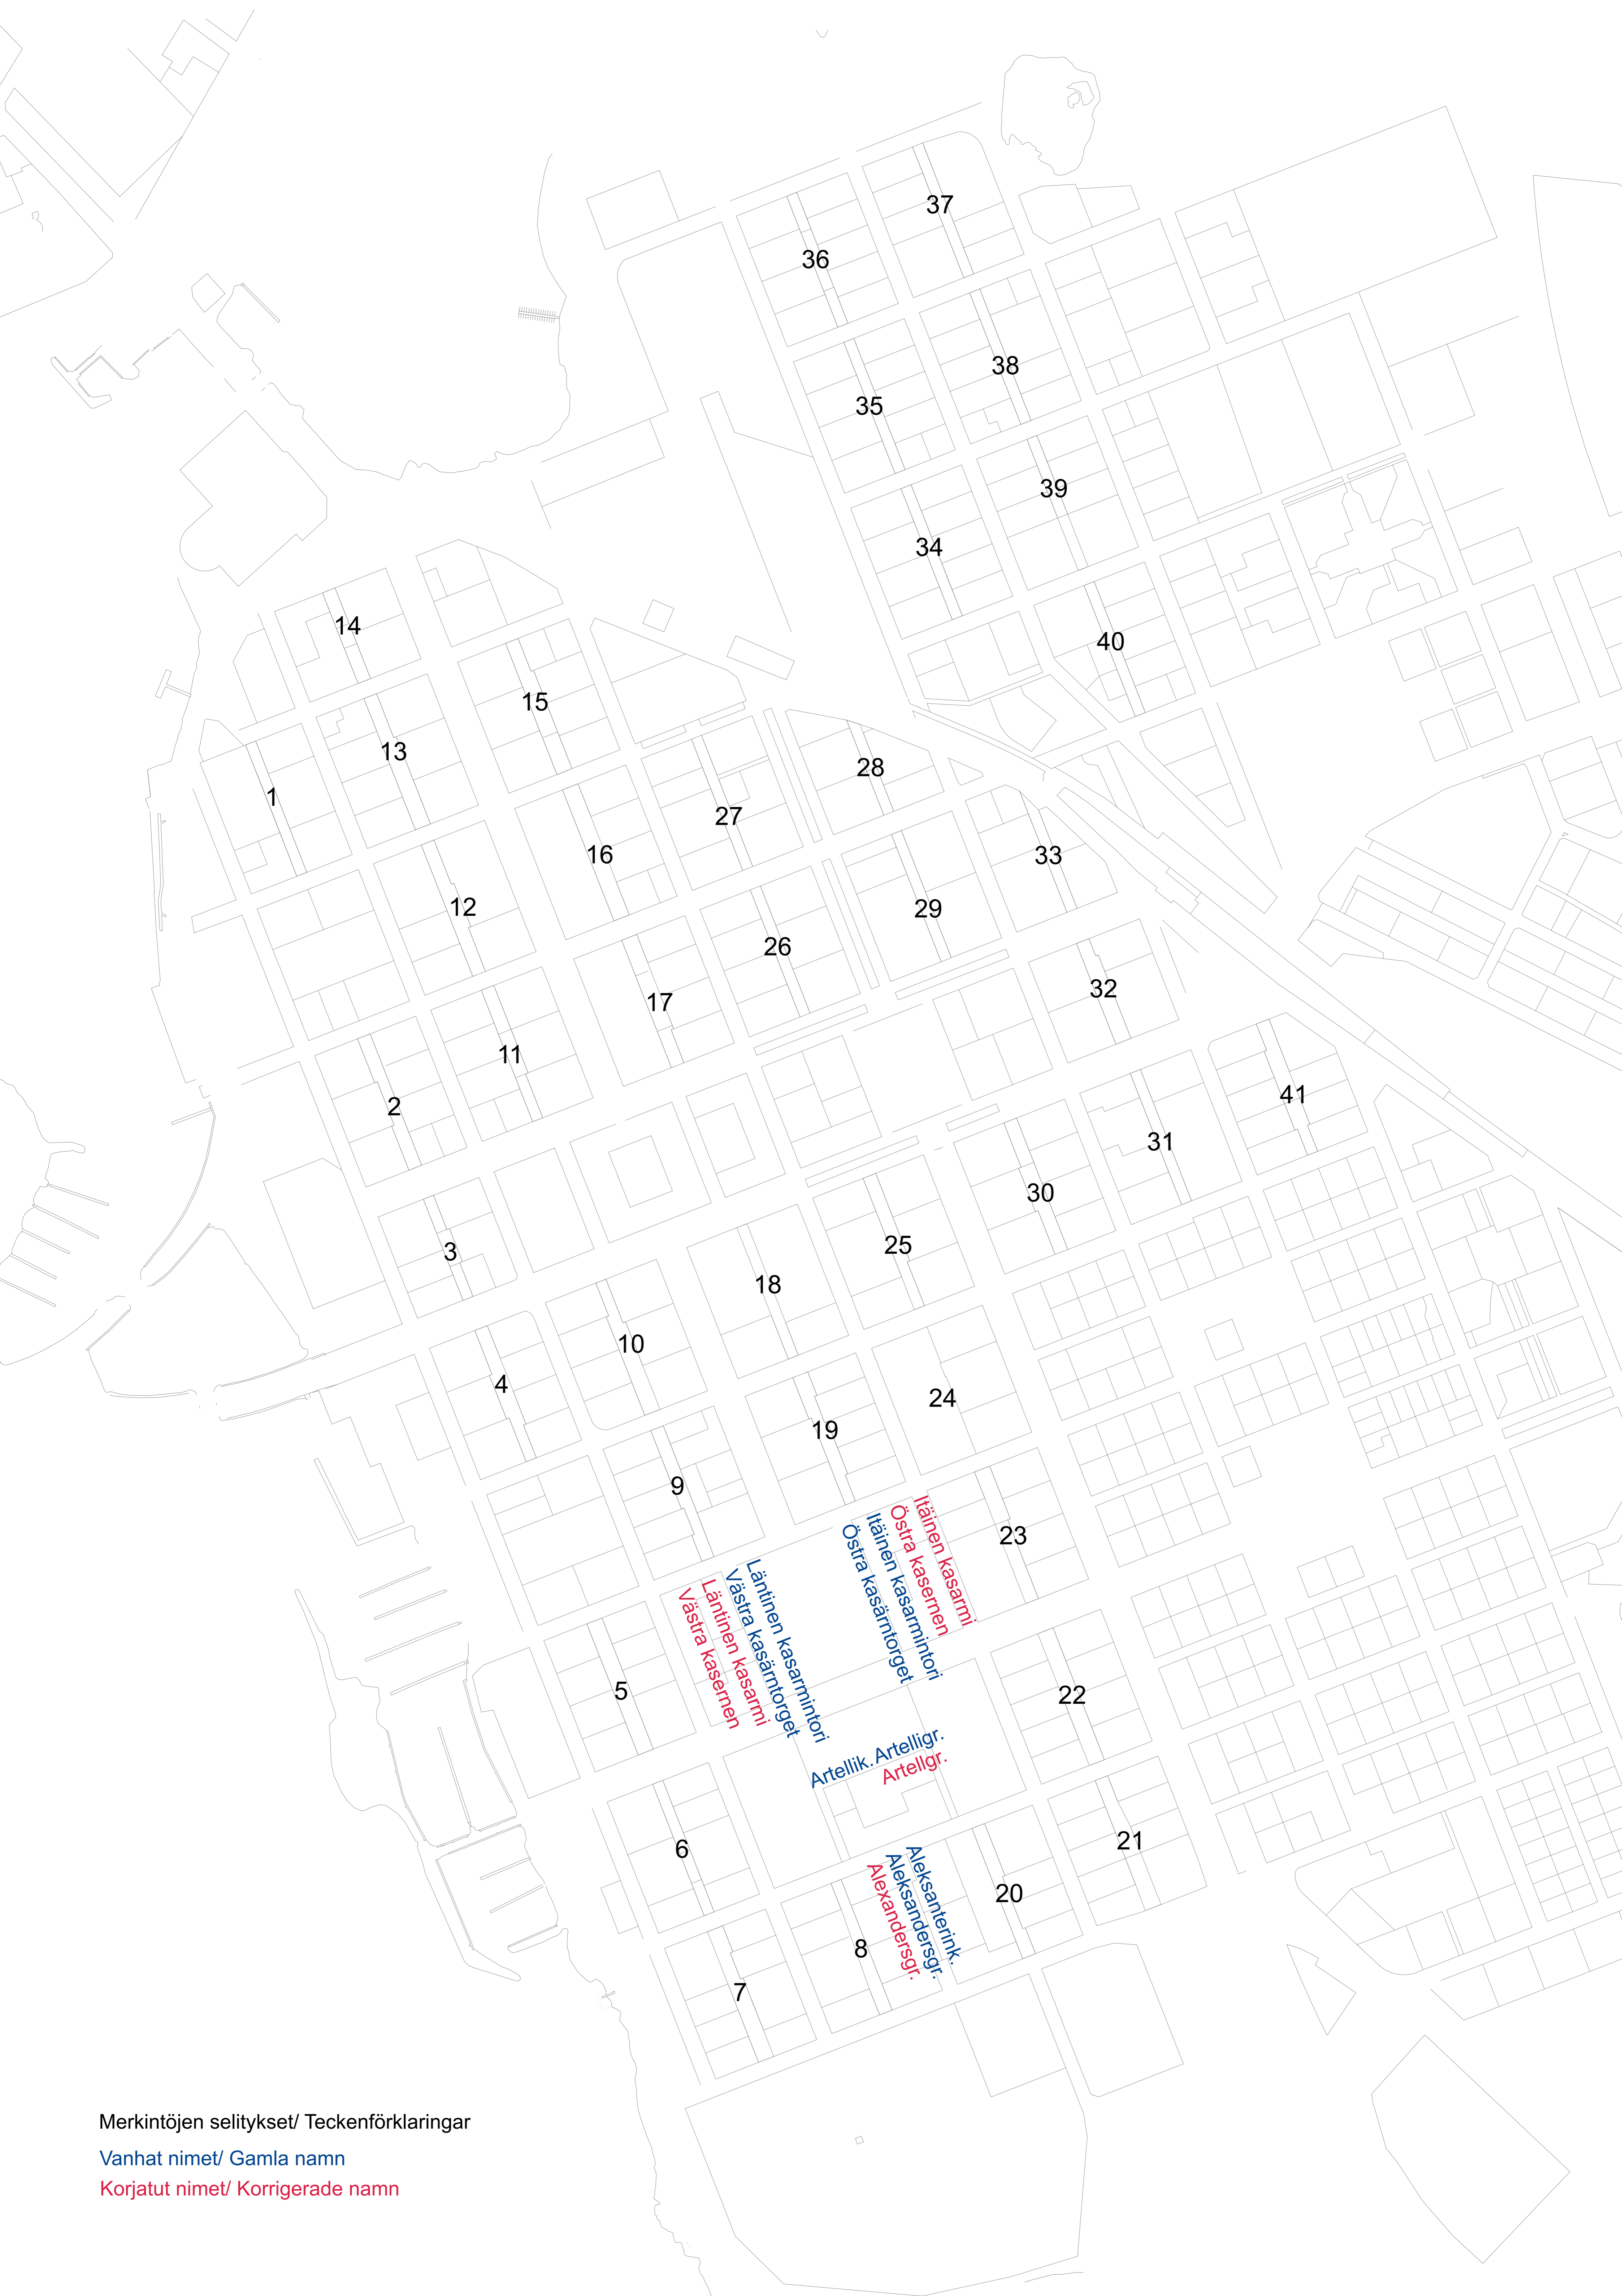 37
36
38
35
39
34
14
40
15
13
28
1
27
16
33
12
29
26
32
17
11
41
2
31
30
25
3
18
10
4
24
19
9
Itäinen kasarmi
Östra kasernen
Itäinen kasarmintori
Östra kasärntorget
23
Läntinen kasarmintori
Västra kasärntorget
Läntinen kasarmi
Västra kasernen
5
22
Artellik. Artelligr.
Artellgr.
6
21
Aleksanterink.
Aleksandersgr.
Alexandersgr.
20
8
7
Merkintöjen selitykset/ Teckenförklaringar
Vanhat nimet/ Gamla namn
Korjatut nimet/ Korrigerade namn